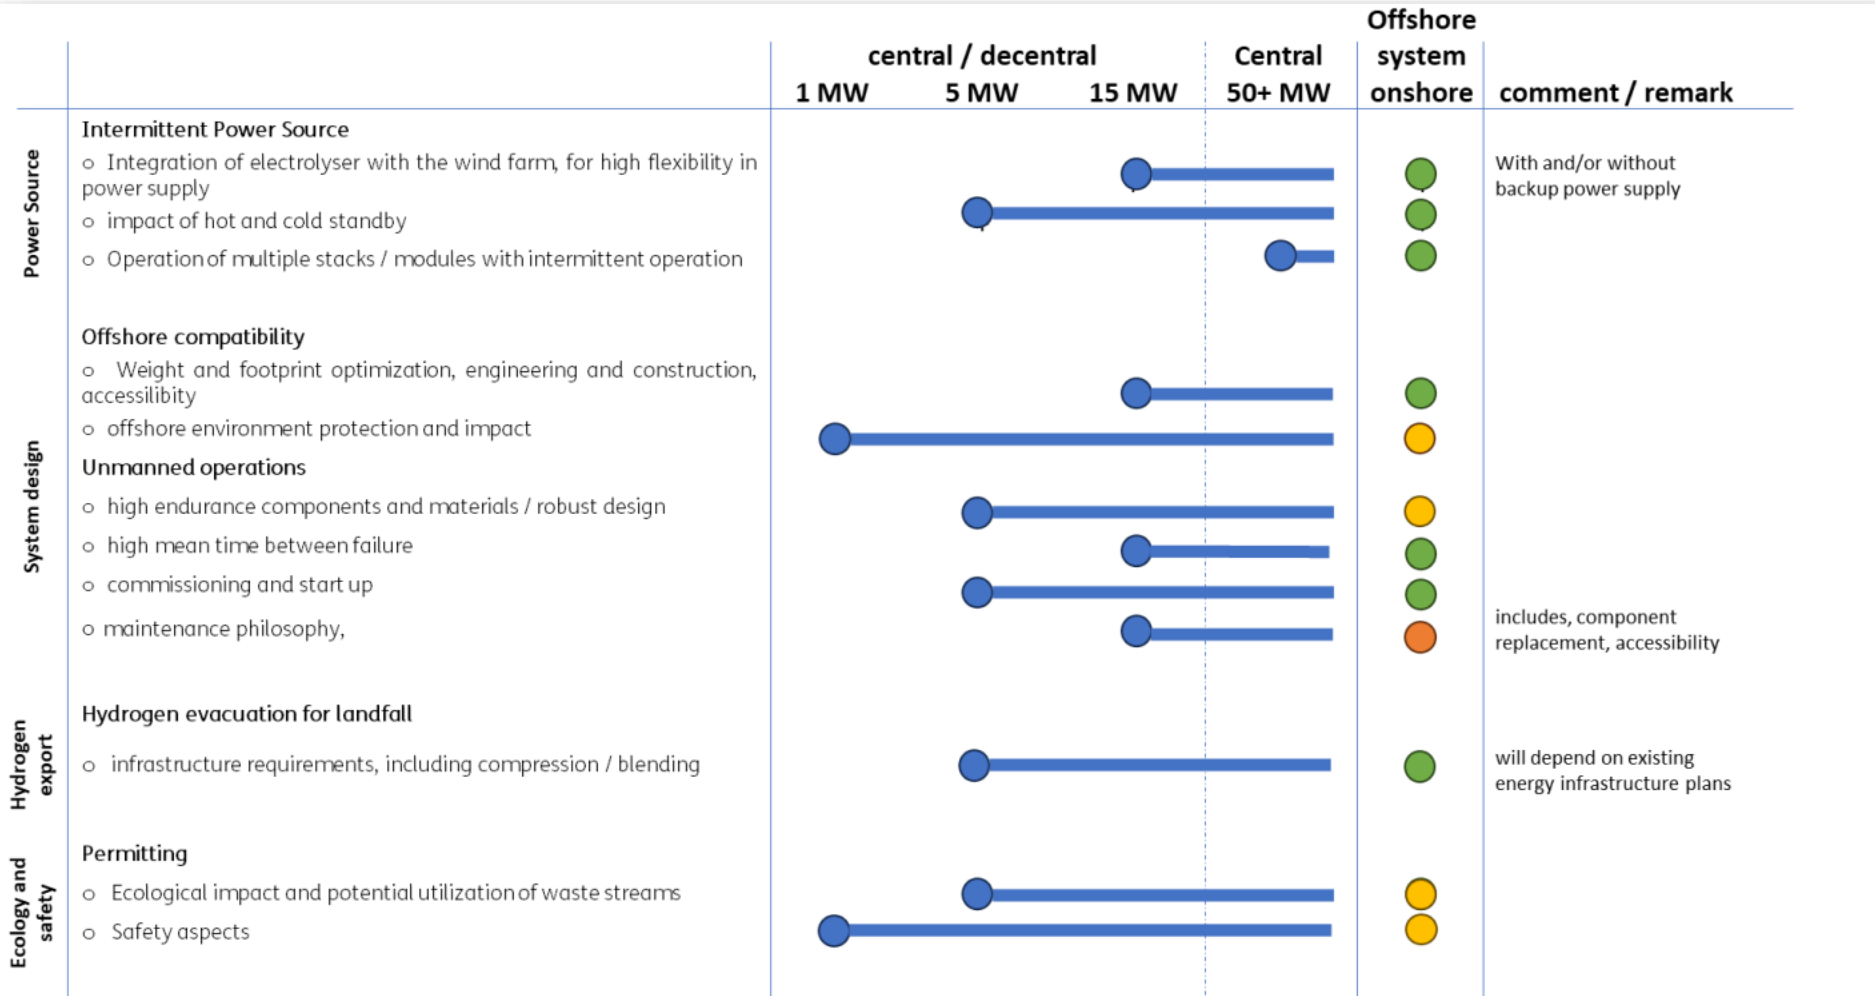 Offshore
central / decentral Central system
1 MW 5 MW 15 MW 50+ MW onshore comment / remark
Power Source
Intermittent Power Source
o Integration of electrolyser with the wind farm, for high flexibility in
power supply
With and/or without
backup power supply
o impact of hot and cold standby
o Operation of multiple stacks / modules with intermittent operation
System design
Offshore compatibility
o Weight and footprint optimization, engineering and construction,
accessilibity
o offshore environment protection and impact
Unmanned operations
o high endurance components and materials / robust design
o high mean time between failure
o commissioning and start up
o maintenance philosophy,
includes, component
replacement, accessibility
Hydrogen
export
Hydrogen evacuation for landfall
o infrastructure requirements, including compression / blending
will depend on existing
energy infrastructure plans
Ecology and
safety
Permitting
o Ecological impact and potential utilization of waste streams
o Safety aspects